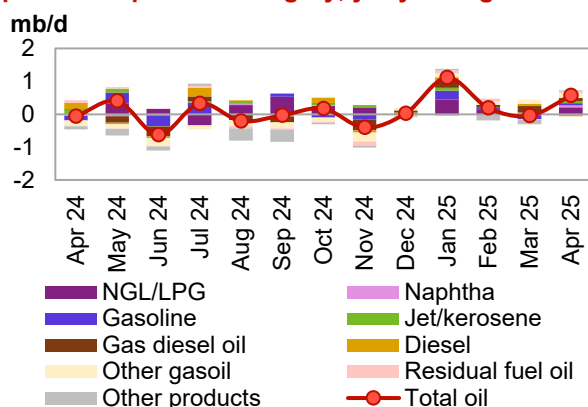 mb/d
2
1
0
-1
-2
Apr 24
May 24
Jun 24
Jul 24
Aug 24
Sep 24
Oct 24
Nov 24
Dec 24
Jan 25
Feb 25
Mar 25
Apr 25
NGL/LPG
Naphtha
Gasoline
Jet/kerosene
Gas diesel oil
Diesel
Other gasoil
Residual fuel oil
Other products
Total oil